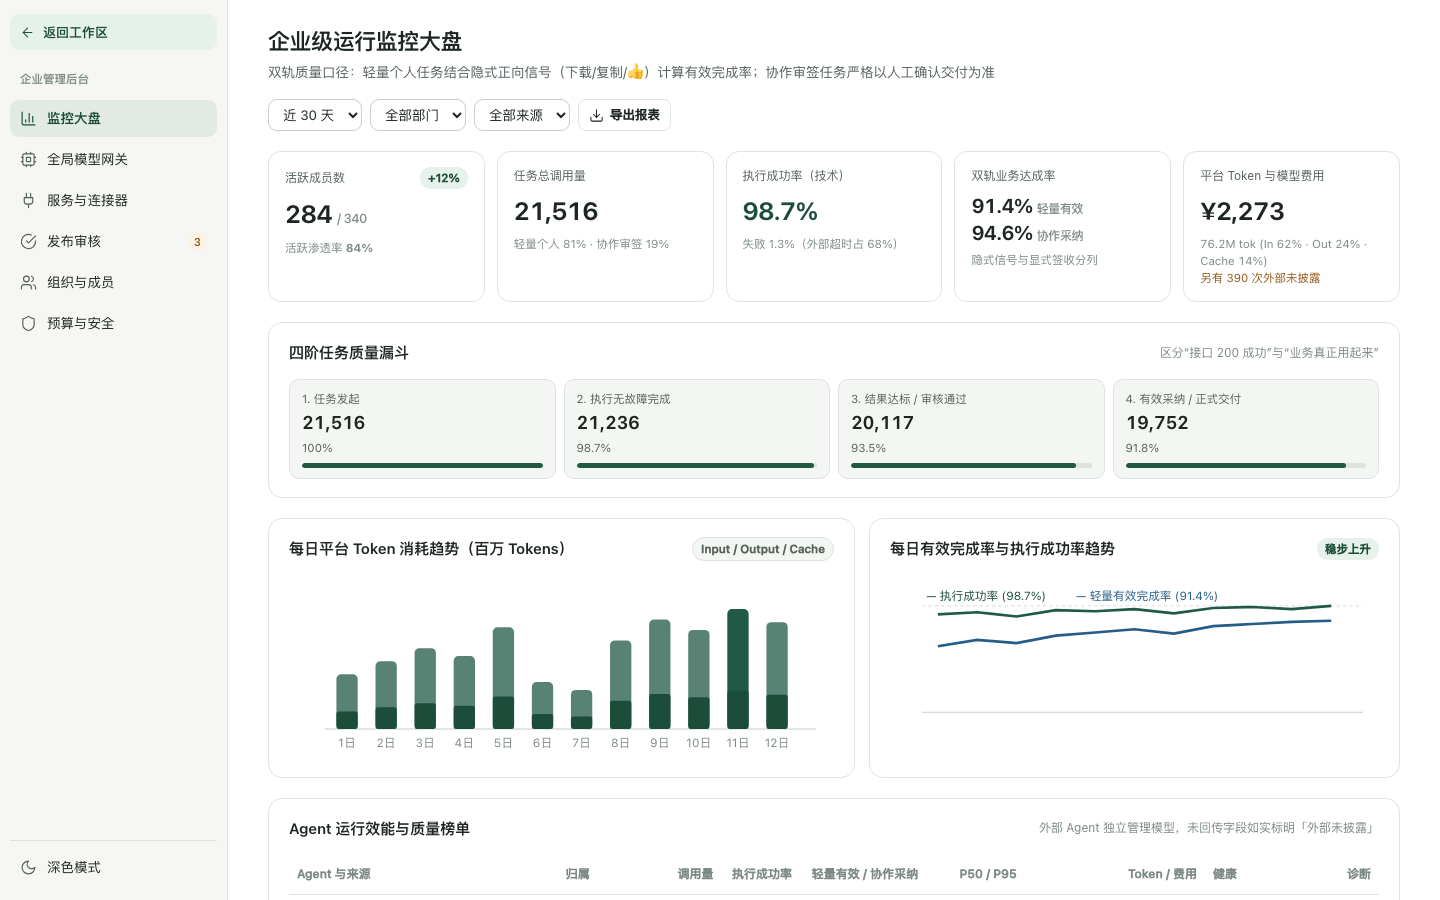 返回工作区
企业管理后台
监控大盘
全局模型网关
服务与连接器
发布审核 3
组织与成员
预算与安全
深色模式
企业级运行监控大盘
双轨质量口径：轻量个人任务结合隐式正向信号（下载/复制/👍）计算有效完成率；协作审签任务严格以人工确认交付为准
近 30 天 全部部门 全部来源 导出报表
活跃成员数 +12%
284 / 340
活跃渗透率 84%
任务总调用量
21,516
轻量个人 81% · 协作审签 19%
执行成功率（技术）
98.7%
失败 1.3%（外部超时占 68%）
双轨业务达成率
91.4% 轻量有效
94.6% 协作采纳
隐式信号与显式签收分列
平台 Token 与模型费用
¥2,273
76.2M tok (In 62% · Out 24% ·
Cache 14%)
另有 390 次外部未披露
四阶任务质量漏斗
区分“接口 200 成功”与“业务真正用起来”
1. 任务发起
21,516
100%
2. 执行无故障完成
21,236
98.7%
3. 结果达标 / 审核通过
20,117
93.5%
4. 有效采纳 / 正式交付
19,752
91.8%
每日平台 Token 消耗趋势（百万 Tokens）
Input / Output / Cache
1日 2日 3日 4日 5日 6日 7日 8日 9日 10日 11日 12日
每日有效完成率与执行成功率趋势
稳步上升
— 执行成功率 (98.7%) — 轻量有效完成率 (91.4%)
Agent 运行效能与质量榜单
外部 Agent 独立管理模型，未回传字段如实标明「外部未披露」
Agent 与来源 归属 调用量 执行成功率 轻量有效 / 协作采纳 P50 / P95 Token / 费用 健康 诊断